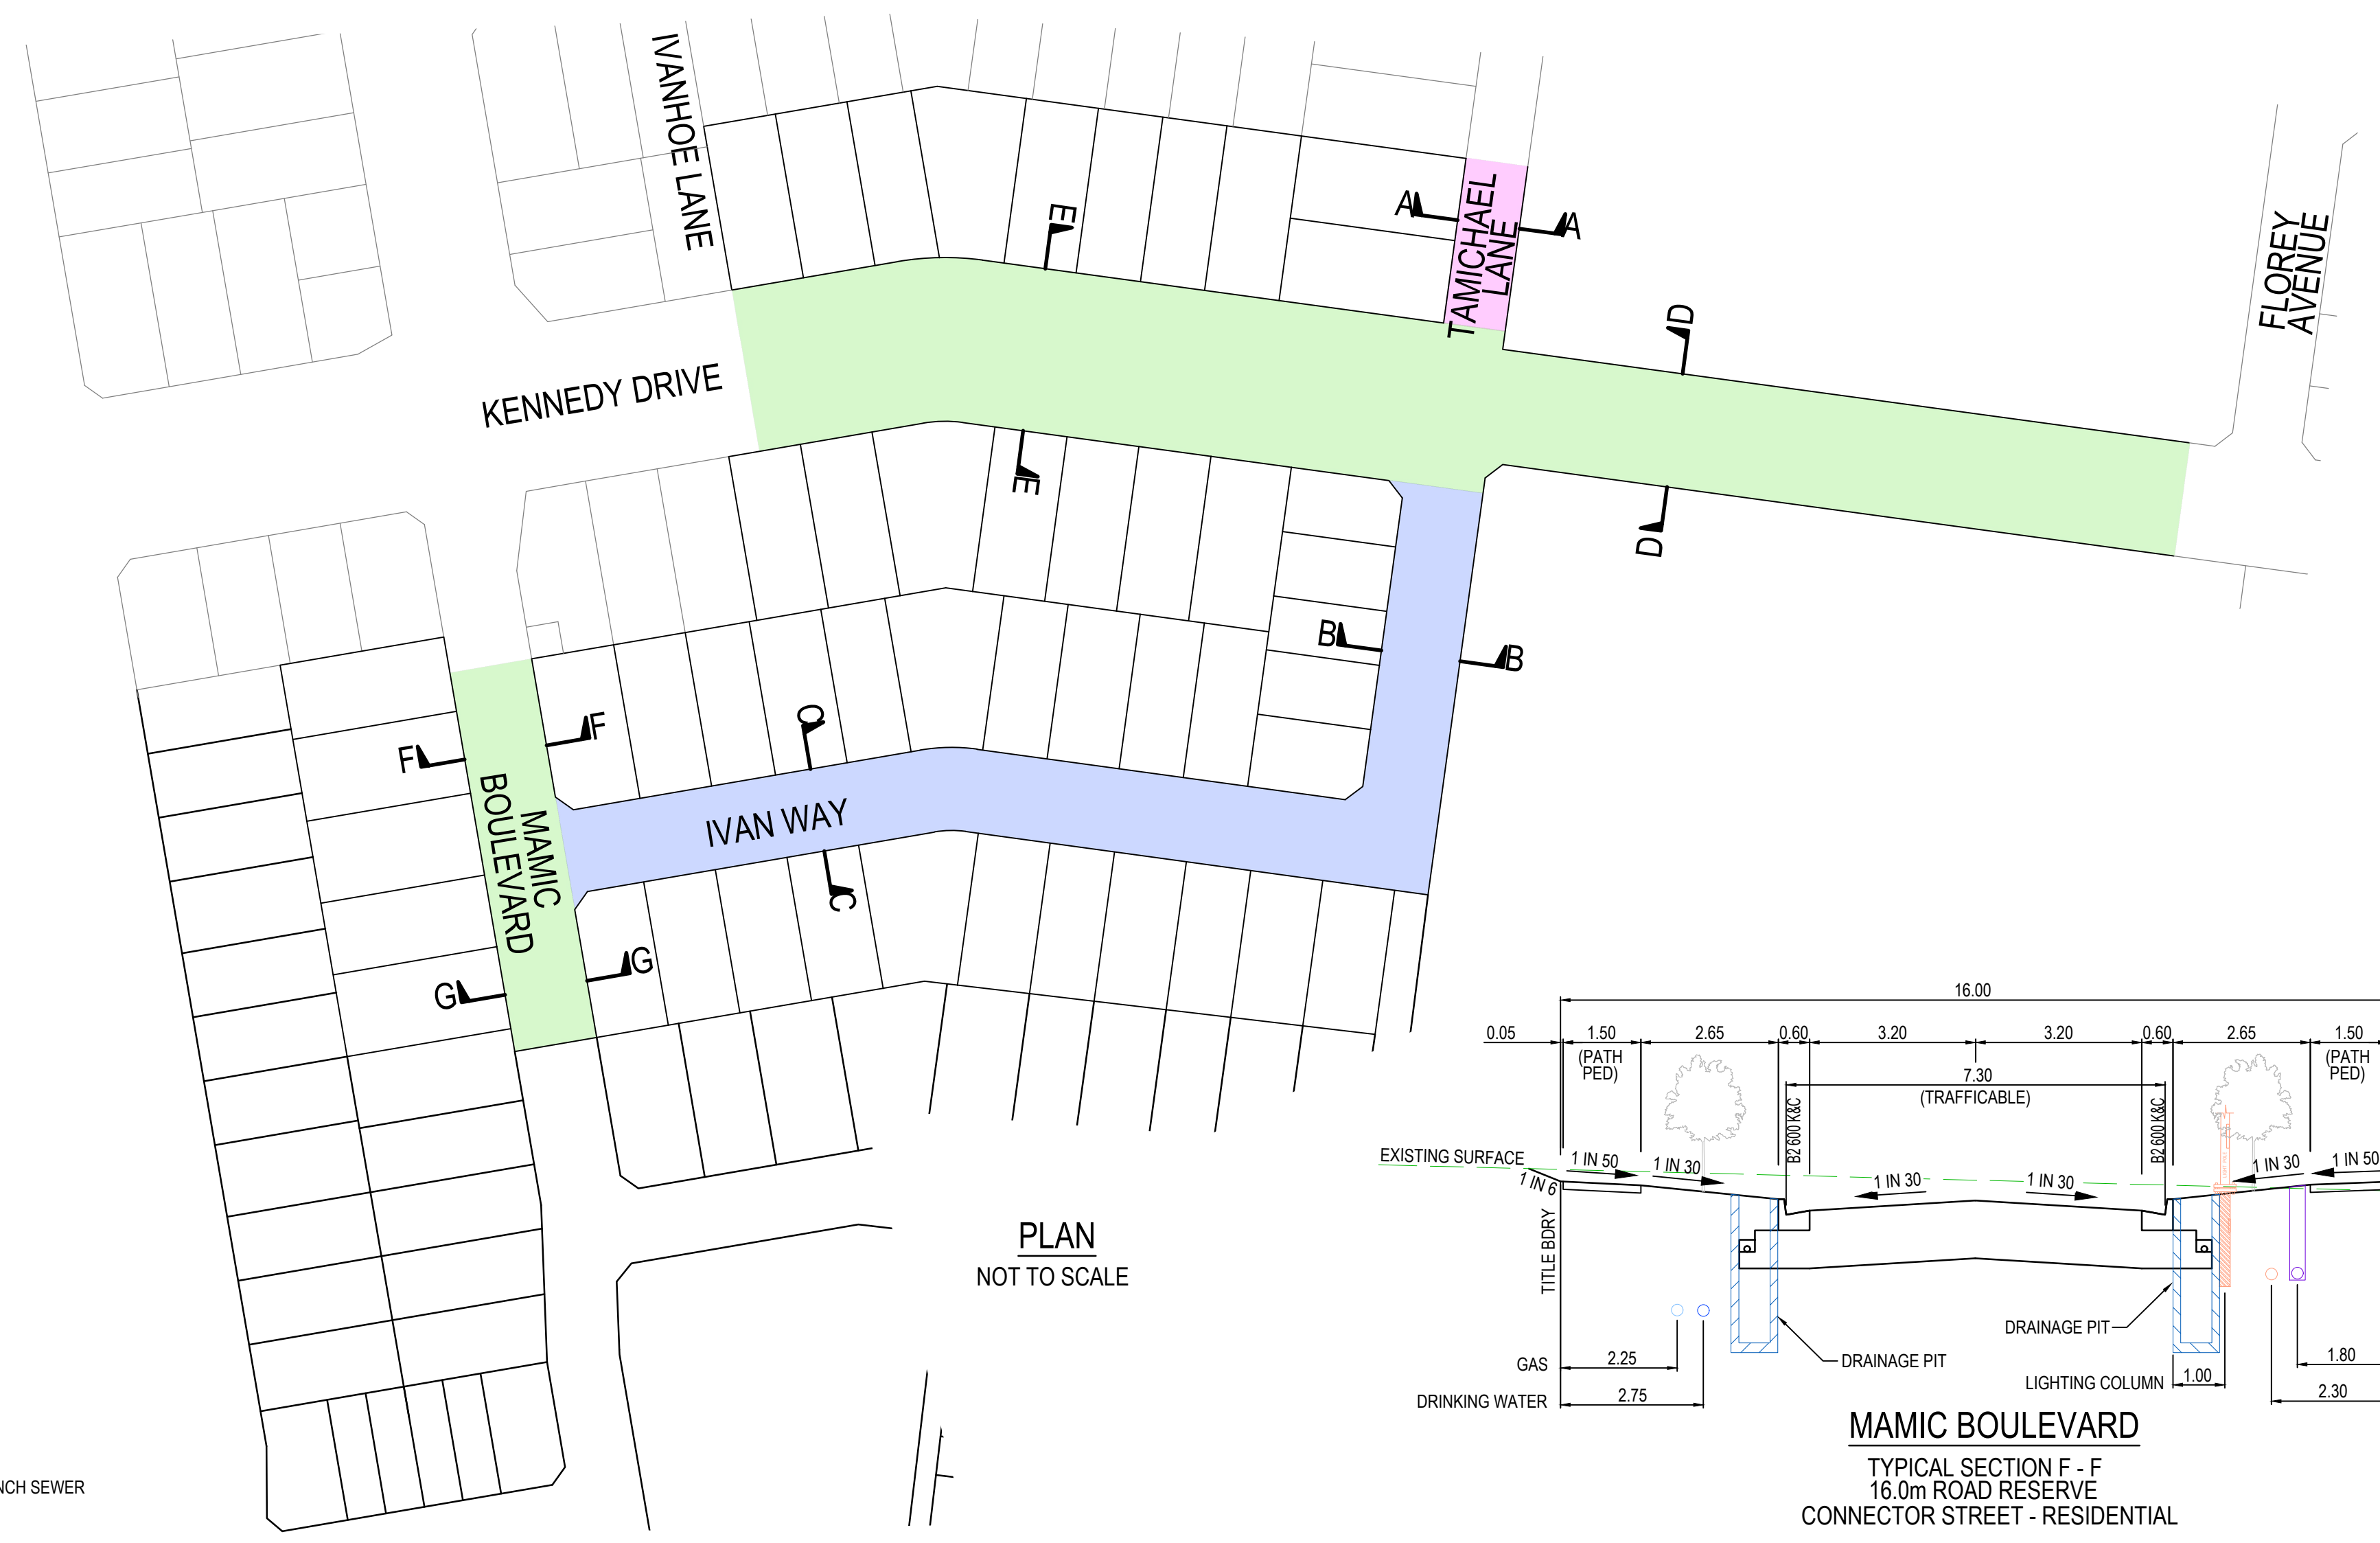 IVANHOE LANE
TAMICHAEL
LANE
FLOREY
AVENUE
E
A
A
D
KENNEDY DRIVE
E
D
B
B
F
F
C
MAMIC
BOULEVARD
IVAN WAY
C
G
G
PLAN
NOT TO SCALE
NCH SEWER
16.00
0.05
1.50
2.65
0.60
3.20
3.20
0.60
2.65
1.50
(PATH
PED)
(PATH
PED)
7.30
(TRAFFICABLE)
B2 600 K&C
B2 600 K&C
EXISTING SURFACE
1 IN 6
1 IN 50
1 IN 30
1 IN 30
1 IN 30
1 IN 30
1 IN 50
TITLE BDRY
DRAINAGE PIT
DRAINAGE PIT
GAS
2.25
DRINKING WATER
2.75
LIGHTING COLUMN
1.00
1.80
2.30
MAMIC BOULEVARD
TYPICAL SECTION F - F
16.0m ROAD RESERVE
CONNECTOR STREET - RESIDENTIAL